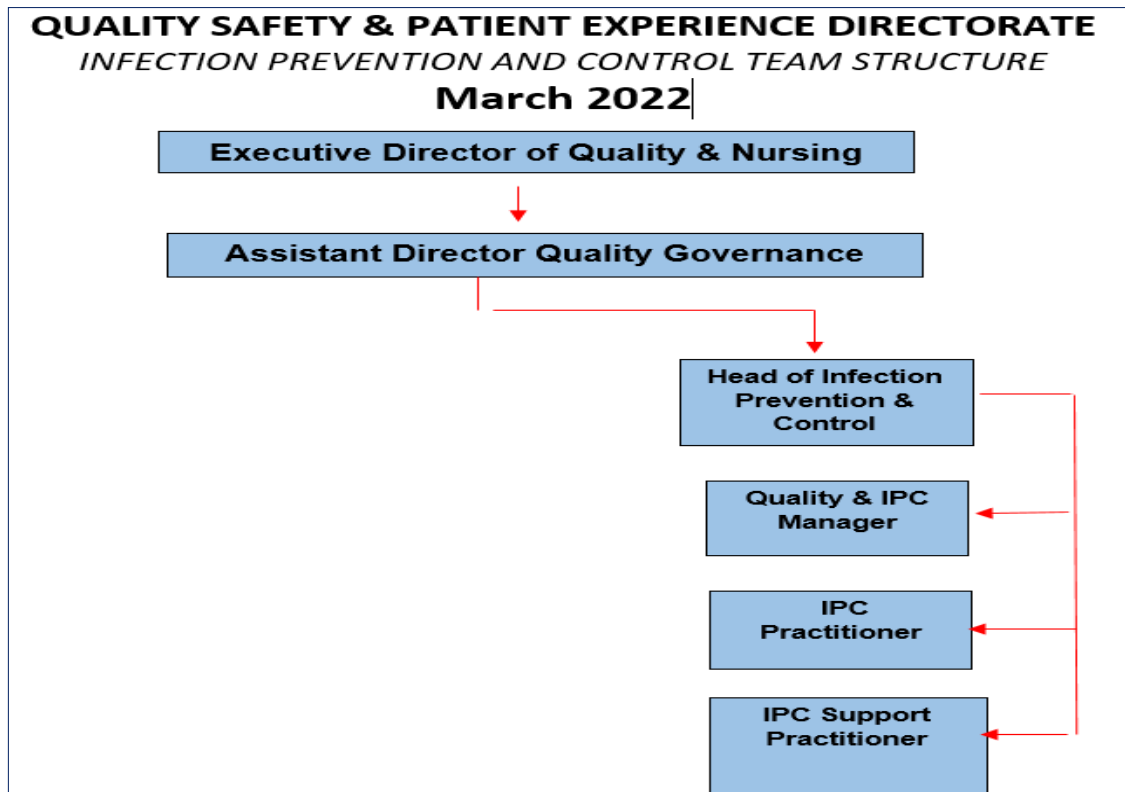 QUALITY SAFETY & PATIENT EXPERIENCE DIRECTORATE
INFECTION PREVENTION AND CONTROL TEAM STRUCTURE
March 2022
Executive Director of Quality & Nursing
Assistant Director Quality Governance
Head of Infection
Prevention &
Control
Quality & IPC
Manager
IPC
Practitioner
IPC Support
Practitioner